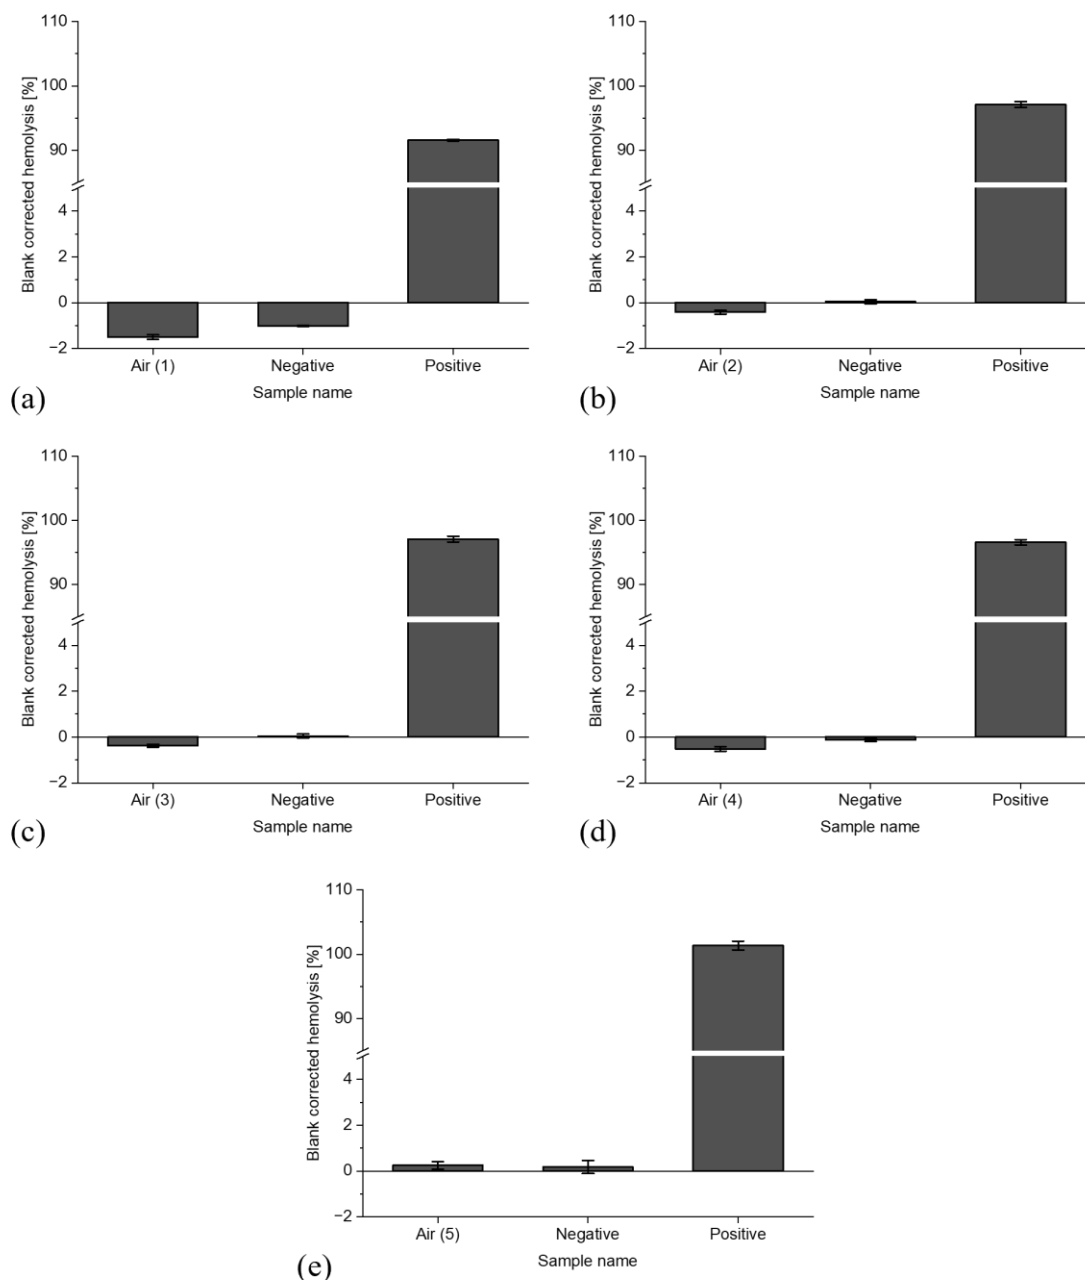 Blank corrected hemolysis [%]
110
100
90
4
2
0
−2
Air (1) Negative Positive
Sample name
(a)
Blank corrected hemolysis [%]
110
100
90
4
2
0
−2
Air (2) Negative Positive
Sample name
(b)
Blank corrected hemolysis [%]
110
100
90
4
2
0
−2
Air (3) Negative Positive
Sample name
(c)
Blank corrected hemolysis [%]
110
100
90
4
2
0
−2
Air (4) Negative Positive
Sample name
(d)
Blank corrected hemolysis [%]
110
100
90
4
2
0
−2
Air (5) Negative Positive
Sample name
(e)